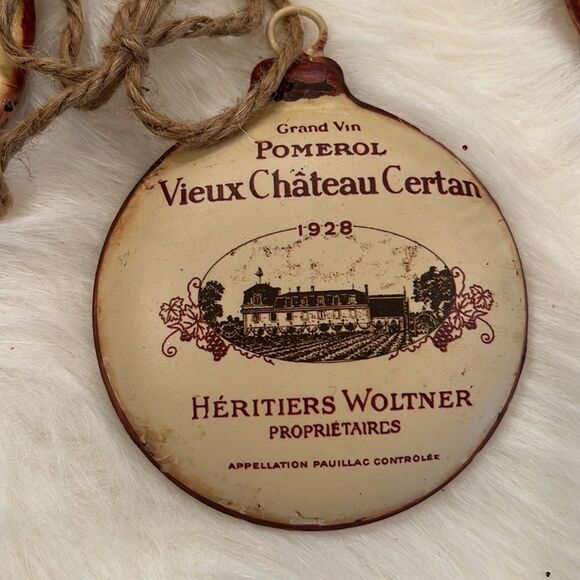 Grand Vin
Pomerol
Vieux Château Certan
1928
Héritiers Woltner
Propriétaires
Appellation Pauillac Controlée